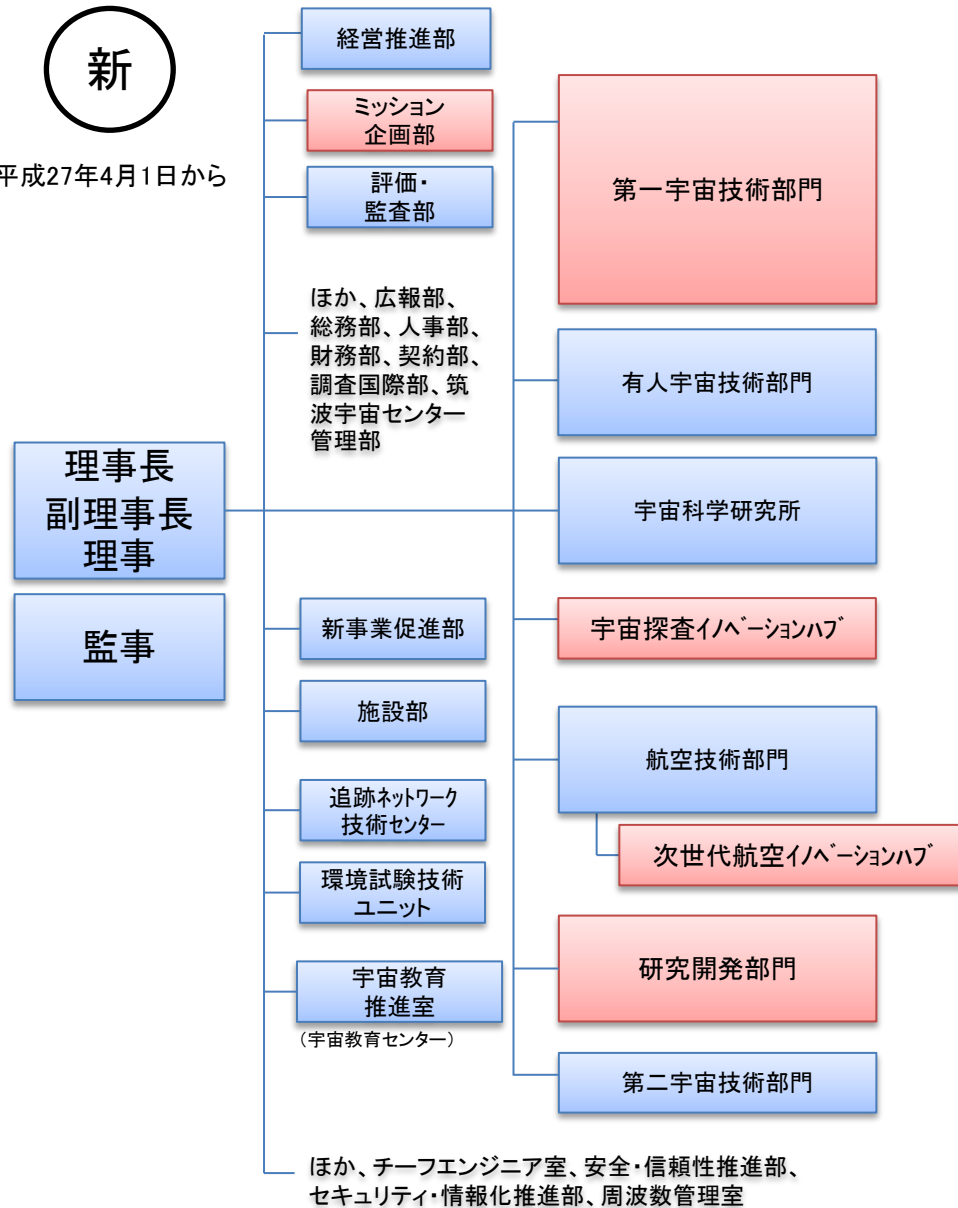 新
平成27年4月1日から
経営推進部
ミッション
企画部
評価・
監査部
ほか、広報部、
総務部、人事部、
財務部、契約部、
調査国際部、筑
波宇宙センター
管理部
理事長
副理事長
理事
監事
新事業促進部
施設部
追跡ネットワーク
技術センター
環境試験技術
ユニット
宇宙教育
推進室
（宇宙教育センター）
ほか、チーフエンジニア室、安全・信頼性推進部、
セキュリティ・情報化推進部、周波数管理室
第一宇宙技術部門
有人宇宙技術部門
宇宙科学研究所
宇宙探査イノベーションハブ
航空技術部門
次世代航空イノベーションハブ
研究開発部門
第二宇宙技術部門